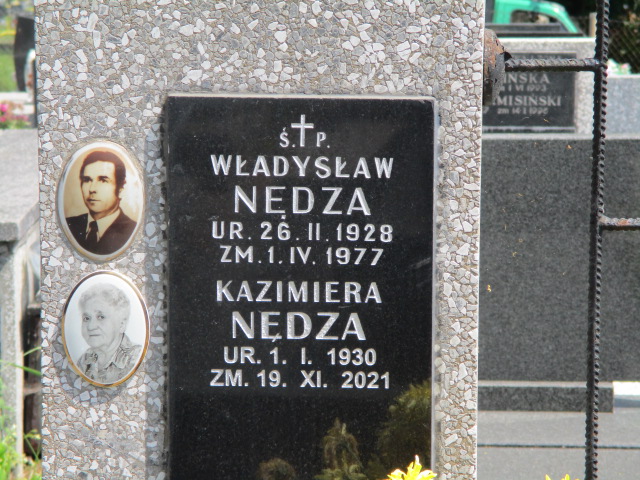 Ś. P.
WŁADYSŁAW
NĘDZA
UR. 26. II. 1928
ZM. 1. IV. 1977
KAZIMIERA
NĘDZA
UR. 1. I. 1930
ZM. 19. XI. 2021